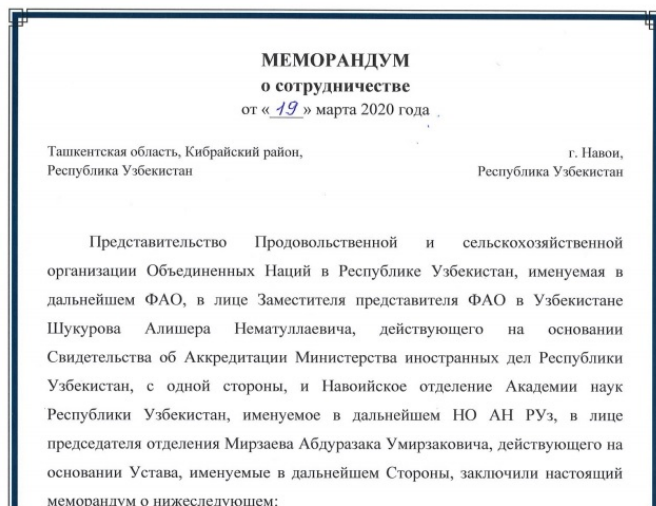 МЕМОРАНДУМ
о сотрудничестве
от «19» марта 2020 года
Ташкентская область, Кибрайский район,
Республика Узбекистан
г. Навои,
Республика Узбекистан
Представительство Продовольственной и сельскохозяйственной
организации Объединенных Наций в Республике Узбекистан, именуемая в
дальнейшем ФАО, в лице Заместителя представителя ФАО в Узбекистане
Шукурова Алишера Нематуллаевича, действующего на основании
Свидетельства об Аккредитации Министерства иностранных дел Республики
Узбекистан, с одной стороны, и Навоийское отделение Академии наук
Республики Узбекистан, именуемое в дальнейшем НО АН РУз, в лице
председателя отделения Мирзаева Абдуразака Умирзаковича, действующего на
основании Устава, именуемые в дальнейшем Стороны, заключили настоящий
меморандум о нижеследующем: